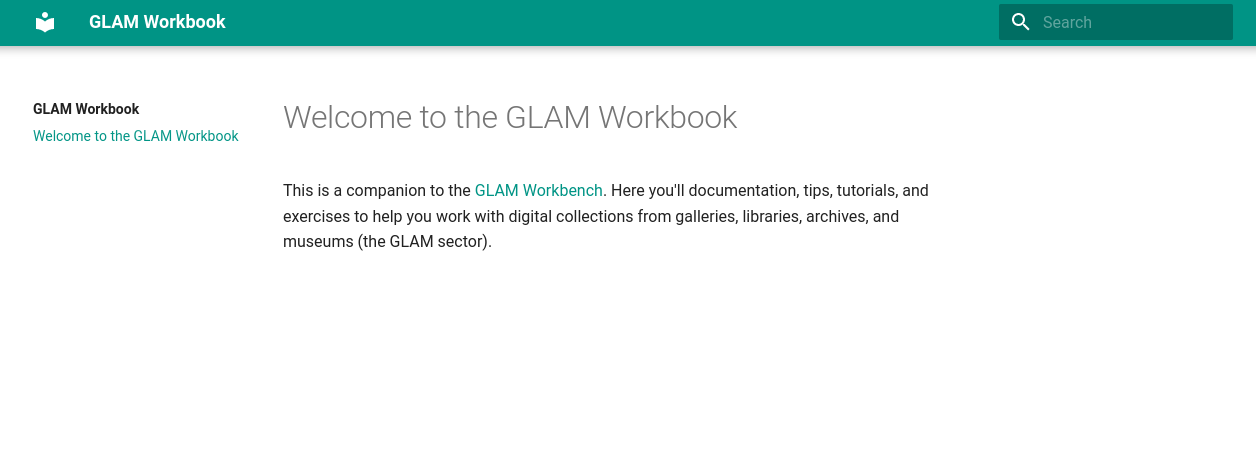 GLAM Workbook
Search
GLAM Workbook
Welcome to the GLAM Workbook
Welcome to the GLAM Workbook
This is a companion to the GLAM Workbench. Here you'll documentation, tips, tutorials, and
exercises to help you work with digital collections from galleries, libraries, archives, and
museums (the GLAM sector).